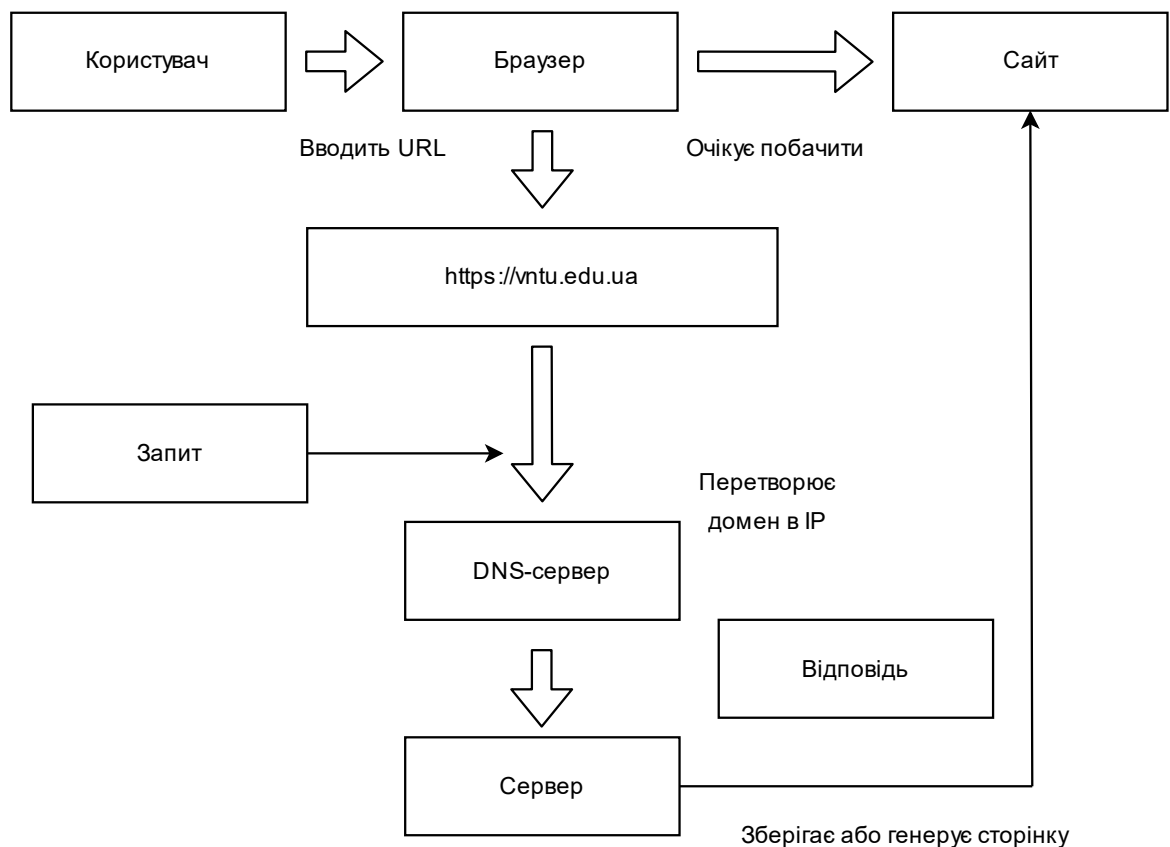 Користувач
Браузер
Сайт
Вводить URL
Очікує побачити
https://vntu.edu.ua
Запит
Перетворює
домен в IP
DNS-сервер
Відповідь
Сервер
Зберігає або генерує сторінку